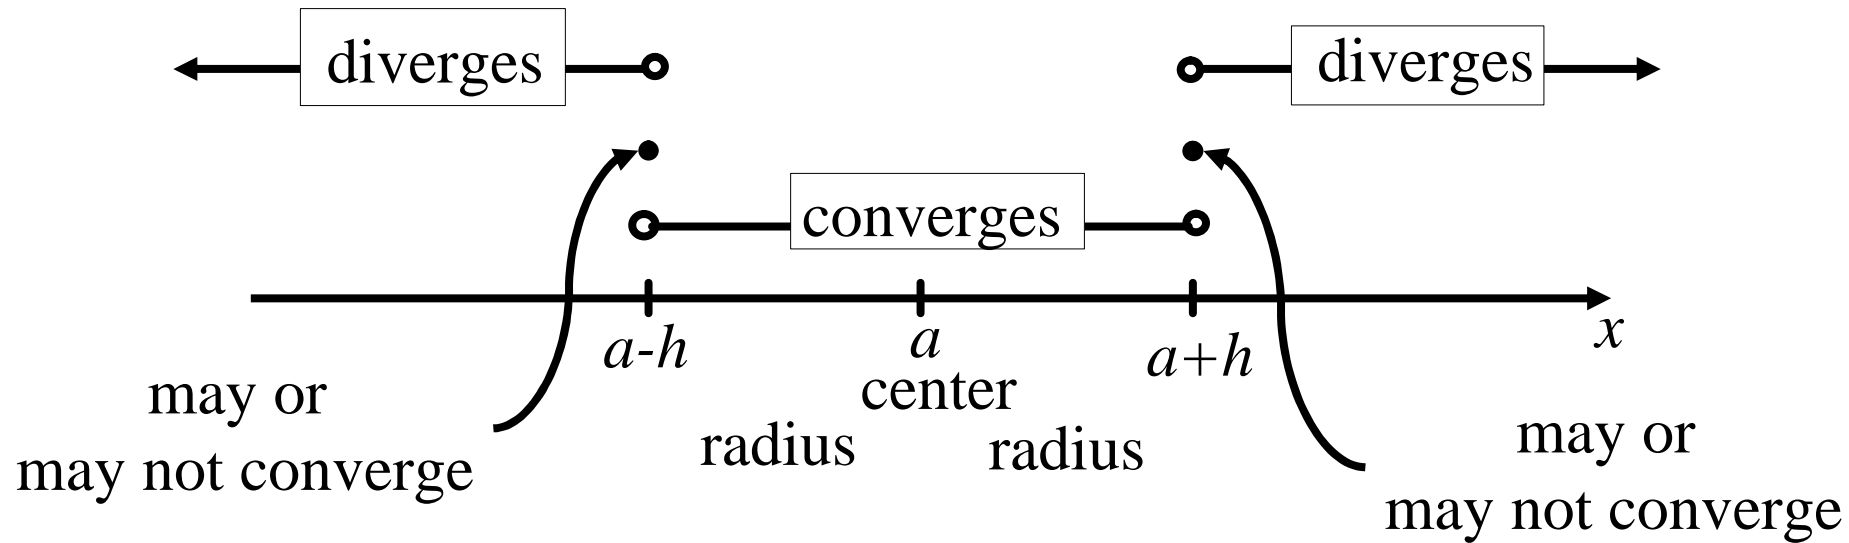 diverges
diverges
converges
a-h
a
a+h
x
center
radius
radius
may or
may not converge
may or
may not converge